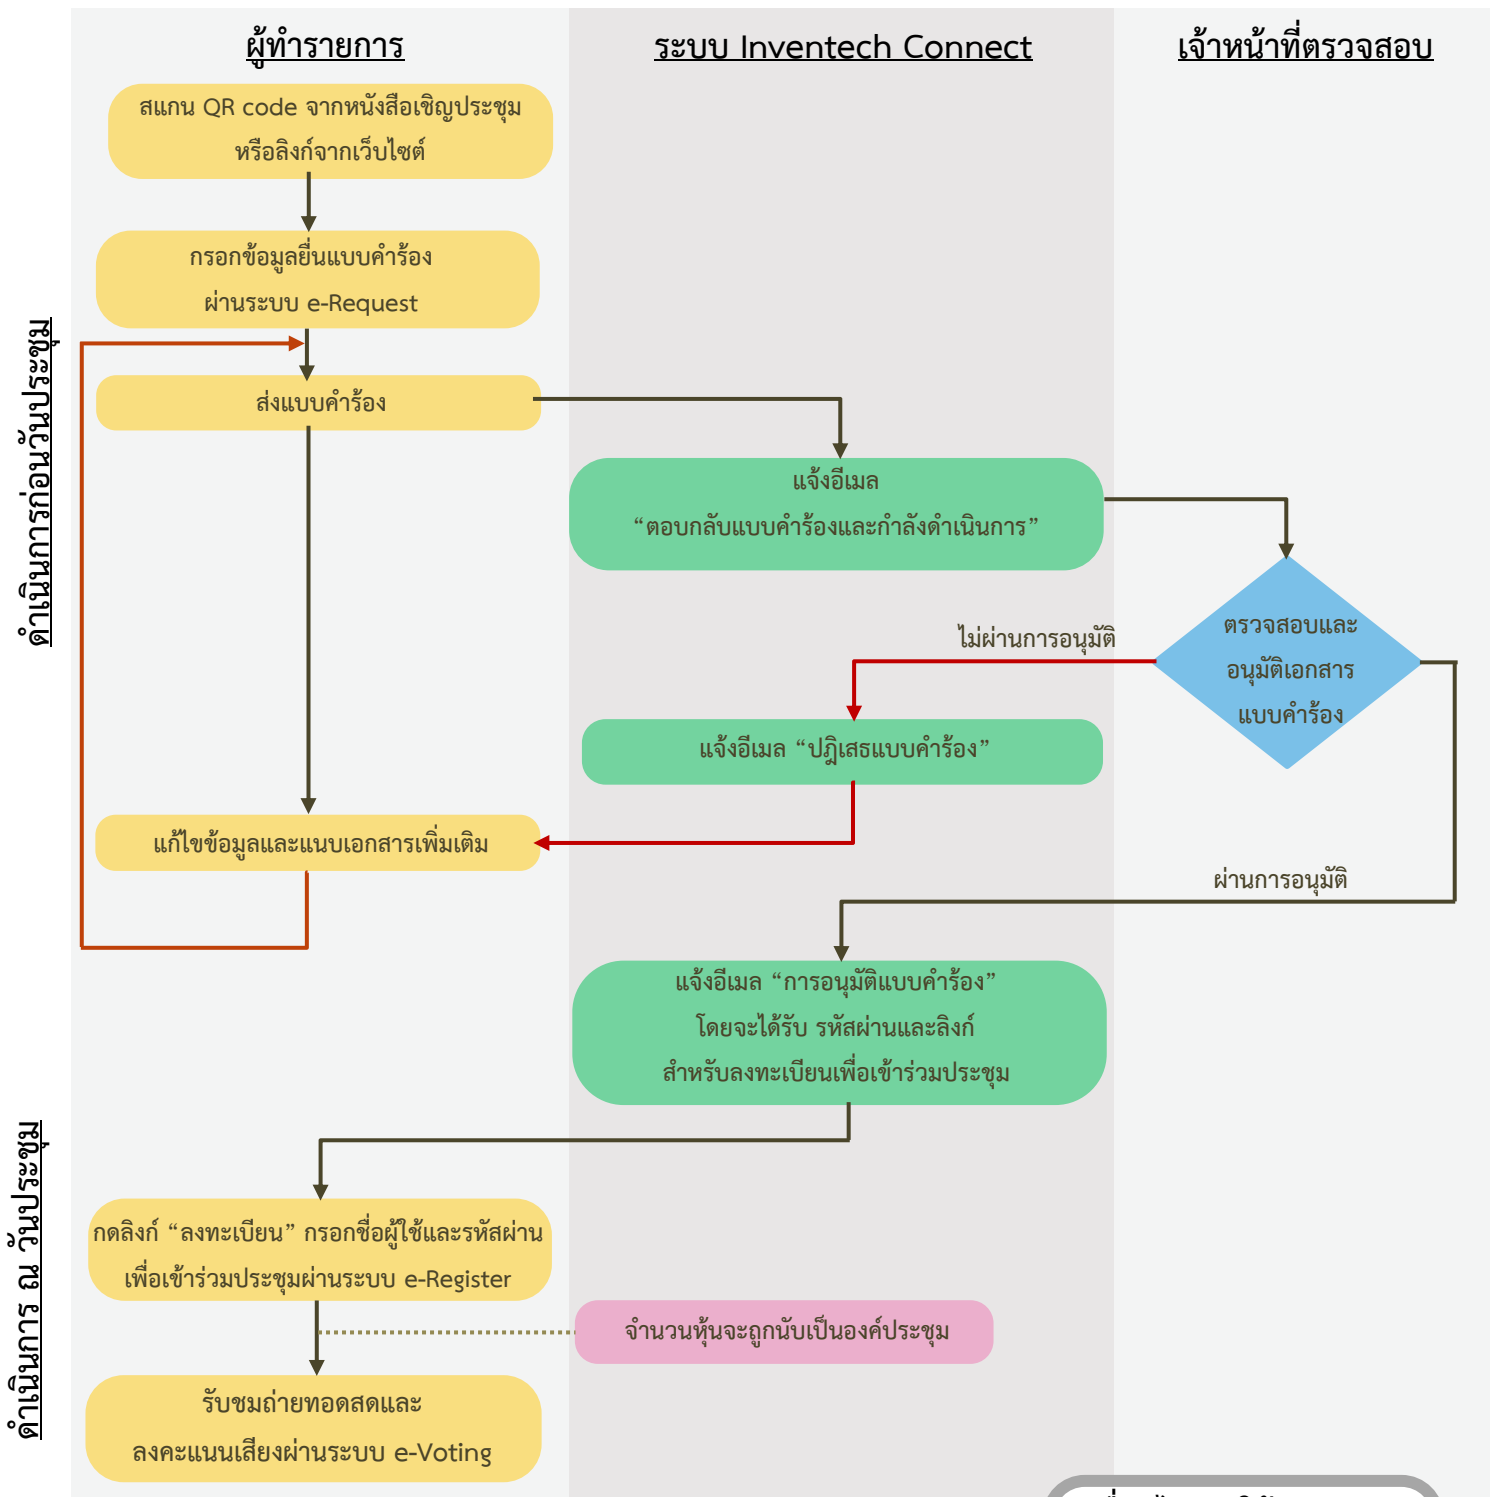 ผู้ทำรายการ
ระบบ Inventech Connect
เจ้าหน้าที่ตรวจสอบ
ดำเนินการก่อนวันประชุม
สแกน QR code จากหนังสือเชิญประชุม
หรือลิงก์จากเว็บไซต์
กรอกข้อมูลยื่นแบบคำร้อง
ผ่านระบบ e-Request
ส่งแบบคำร้อง
แจ้งอีเมล
“ตอบกลับแบบคำร้องและกำลังดำเนินการ”
ตรวจสอบและ
อนุมัติเอกสาร
แบบคำร้อง
ไม่ผ่านการอนุมัติ
แจ้งอีเมล “ปฎิเสธแบบคำร้อง”
แก้ไขข้อมูลและแนบเอกสารเพิ่มเติม
ผ่านการอนุมัติ
แจ้งอีเมล “การอนุมัติแบบคำร้อง”
โดยจะได้รับ รหัสผ่านและลิงก์
สำหรับลงทะเบียนเพื่อเข้าร่วมประชุม
ดำเนินการ ณ วันประชุม
กดลิงก์ “ลงทะเบียน” กรอกชื่อผู้ใช้และรหัสผ่าน
เพื่อเข้าร่วมประชุมผ่านระบบ e-Register
จำนวนหุ้นจะถูกนับเป็นองค์ประชุม
รับชมถ่ายทอดสดและ
ลงคะแนนเสียงผ่านระบบ e-Voting